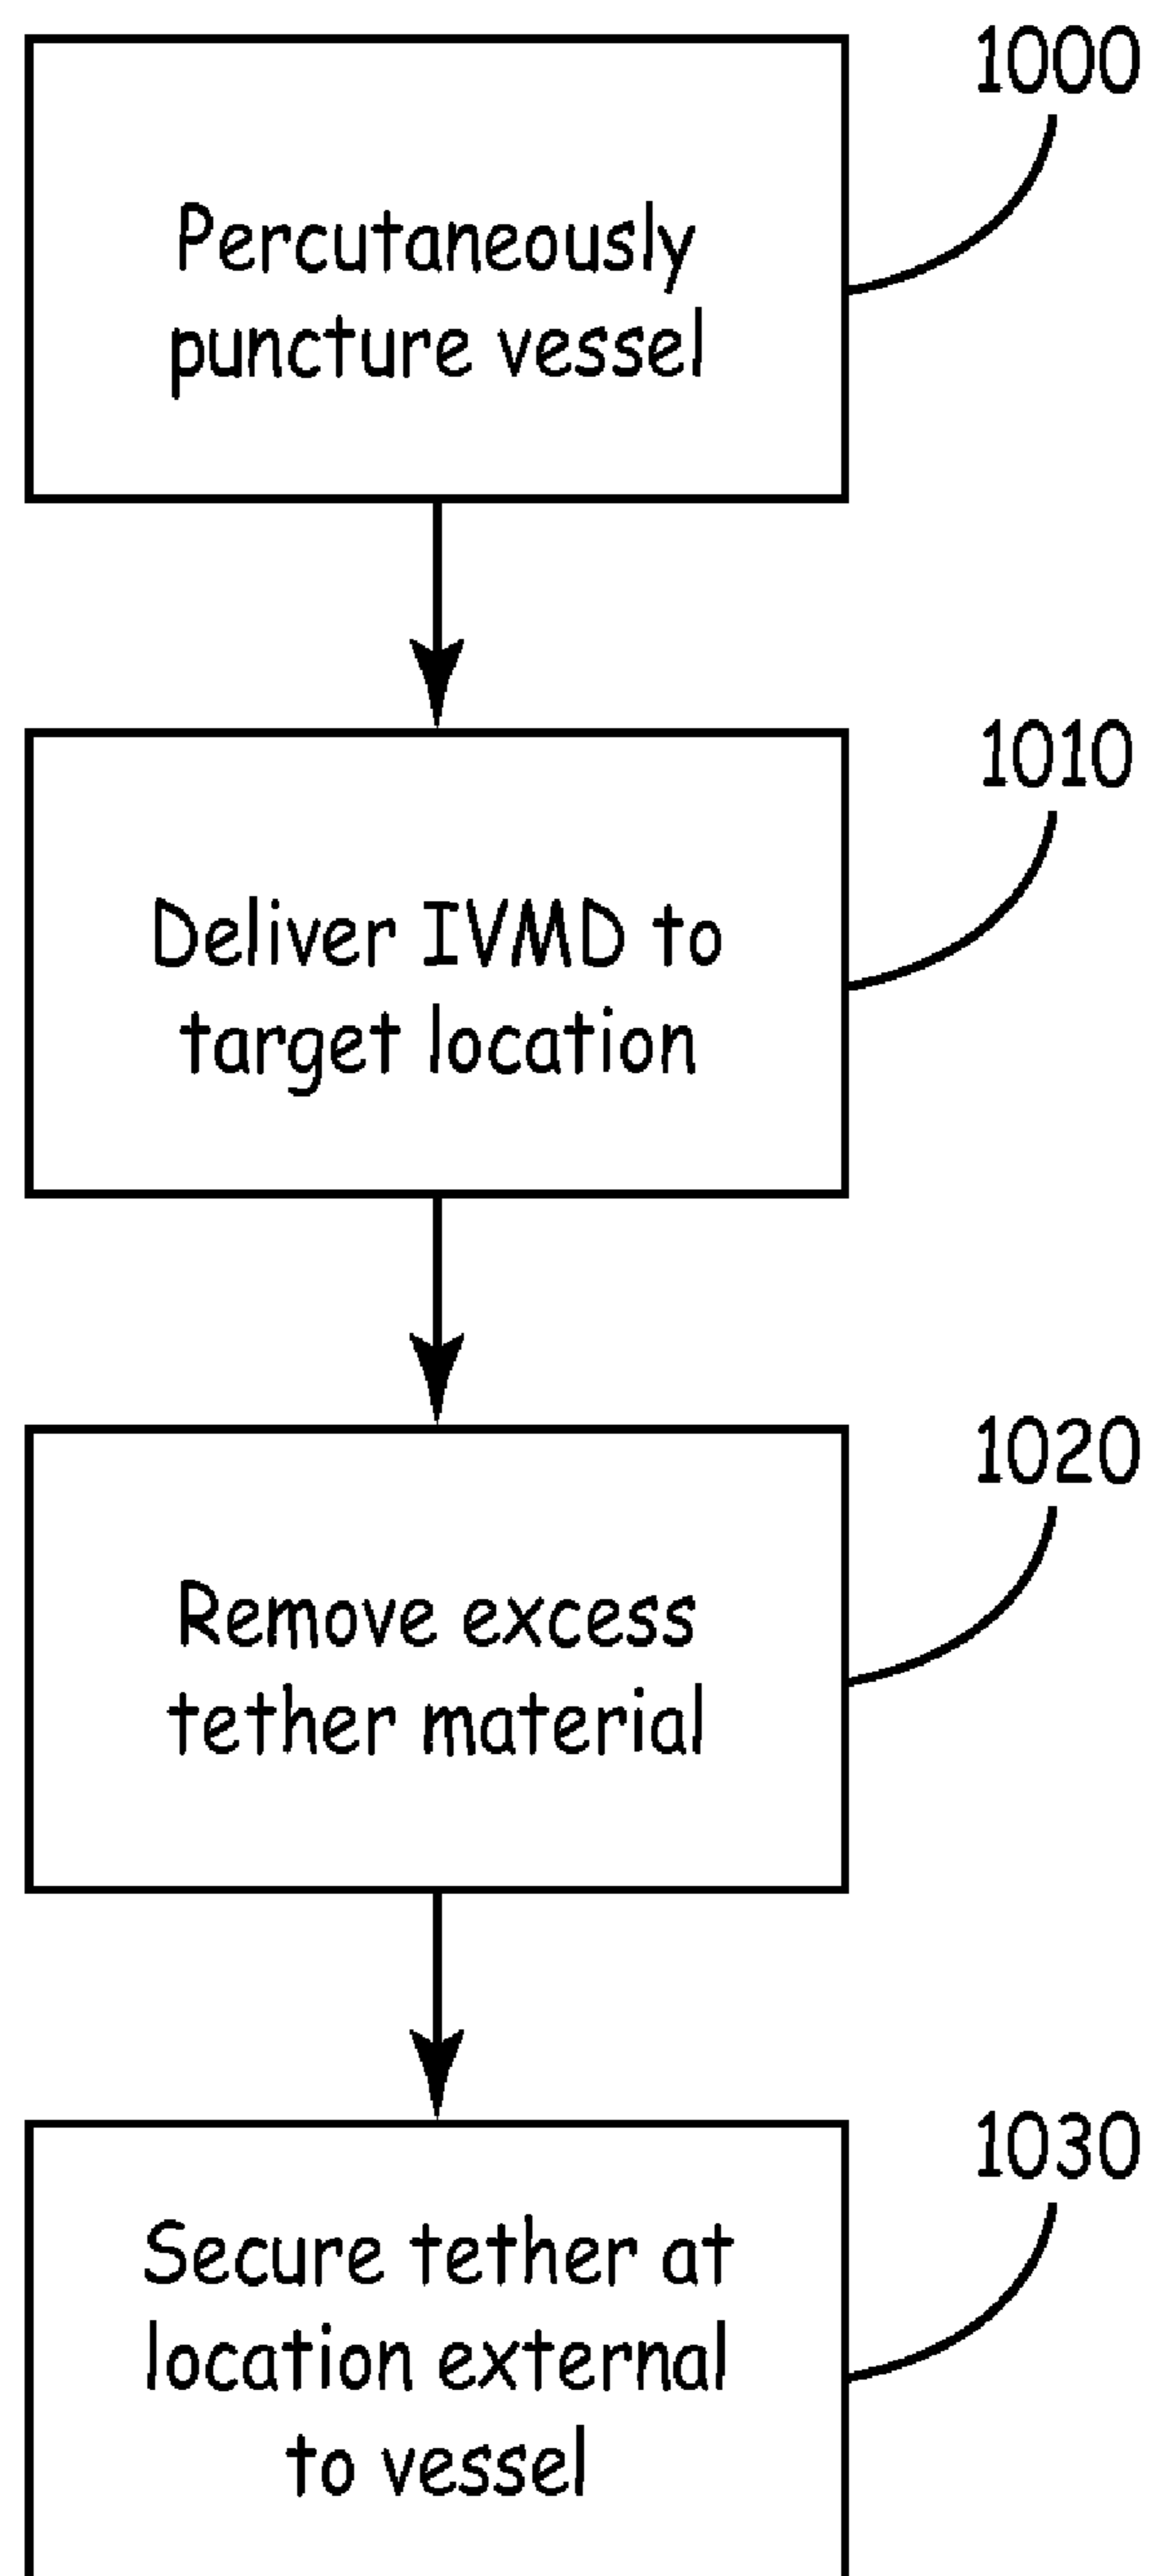 1000
Percutaneously
puncture vessel
1010
Deliver IVMD to
target location
1020
Remove excess
tether material
1030
Secure tether at
location external
to vessel